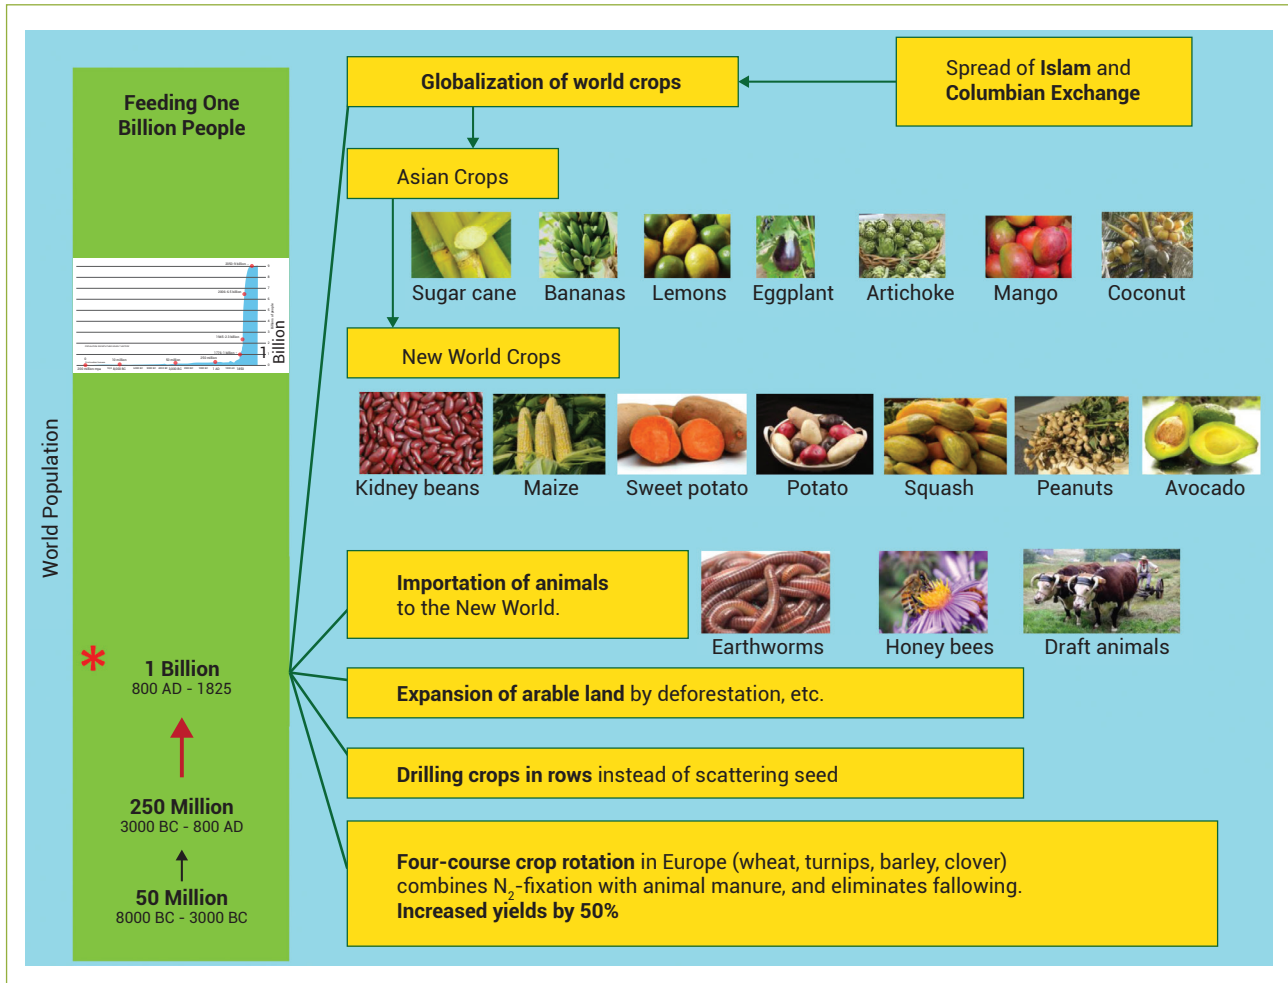 Feeding One
Billion People
1
Billion
World Population
1 Billion
800 AD - 1825
250 Million
3000 BC - 800 AD
50 Million
8000 BC - 3000 BC
Globalization of world crops
Spread of Islam and
Columbian Exchange
Asian Crops
Sugar cane
Bananas
Lemons
Eggplant
Artichoke
Mango
Coconut
New World Crops
Kidney beans
Maize
Sweet potato
Potato
Squash
Peanuts
Avocado
Importation of animals
to the New World.
Earthworms
Honey bees
Draft animals
Expansion of arable land by deforestation, etc.
Drilling crops in rows instead of scattering seed
Four-course crop rotation in Europe (wheat, turnips, barley, clover)
combines N₂-fixation with animal manure, and eliminates fallowing.
Increased yields by 50%